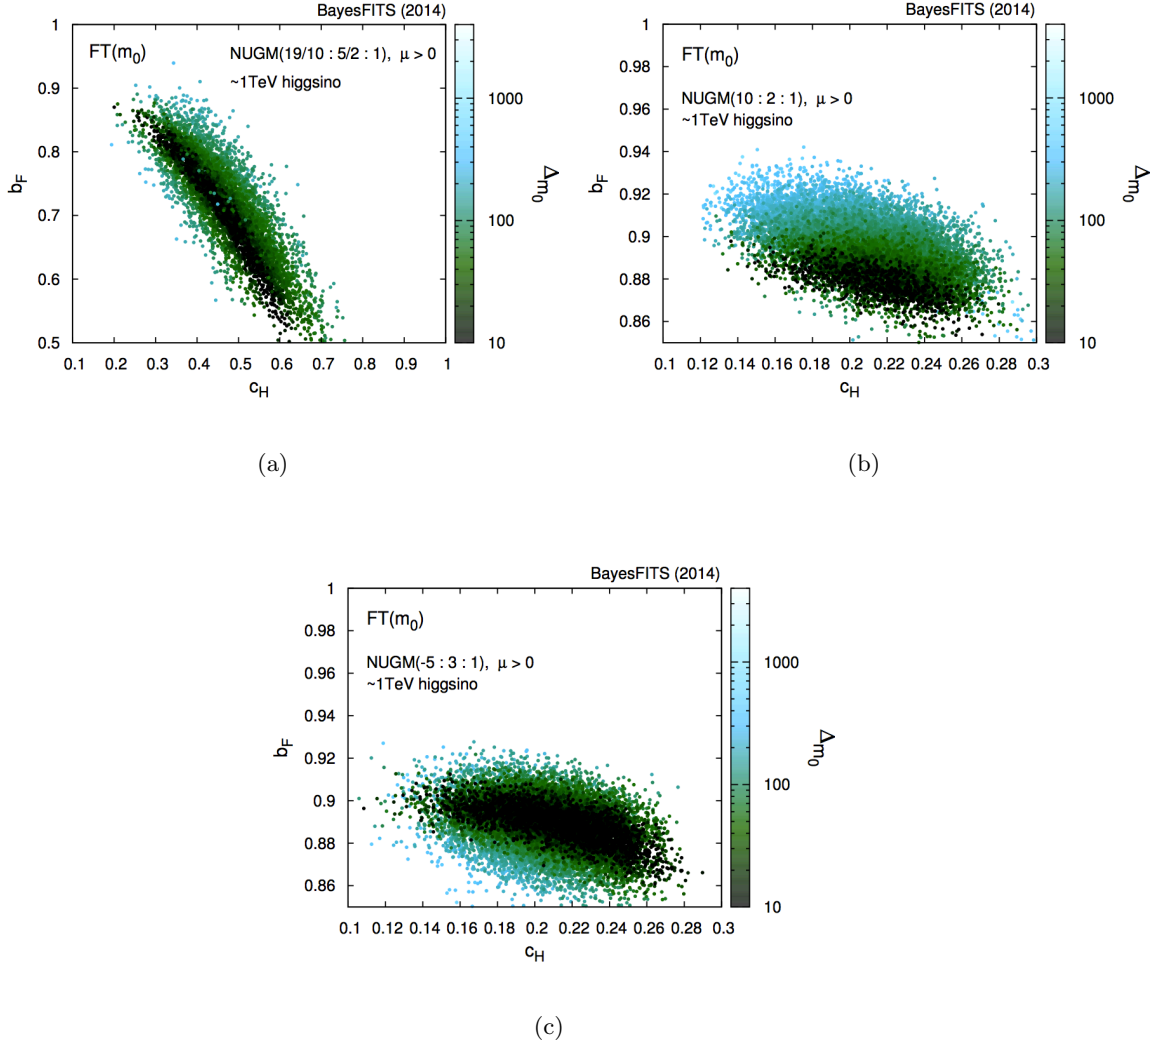 BayesFITS (2014)
FT(m0)
NUGM(19/10 : 5/2 : 1), μ > 0
~1TeV higgsino
1
0.9
0.8
0.7
0.6
0.5
bF
0.1 0.2 0.3 0.4 0.5 0.6 0.7 0.8 0.9 1
cH
1000
100
10
Δm0
(a)
BayesFITS (2014)
FT(m0)
NUGM(10 : 2 : 1), μ > 0
~1TeV higgsino
1
0.98
0.96
0.94
0.92
0.9
0.88
0.86
bF
0.1 0.12 0.14 0.16 0.18 0.2 0.22 0.24 0.26 0.28 0.3
cH
1000
100
10
Δm0
(b)
BayesFITS (2014)
FT(m0)
NUGM(-5 : 3 : 1), μ > 0
~1TeV higgsino
1
0.98
0.96
0.94
0.92
0.9
0.88
0.86
bF
0.1 0.12 0.14 0.16 0.18 0.2 0.22 0.24 0.26 0.28 0.3
cH
1000
100
10
Δm0
(c)